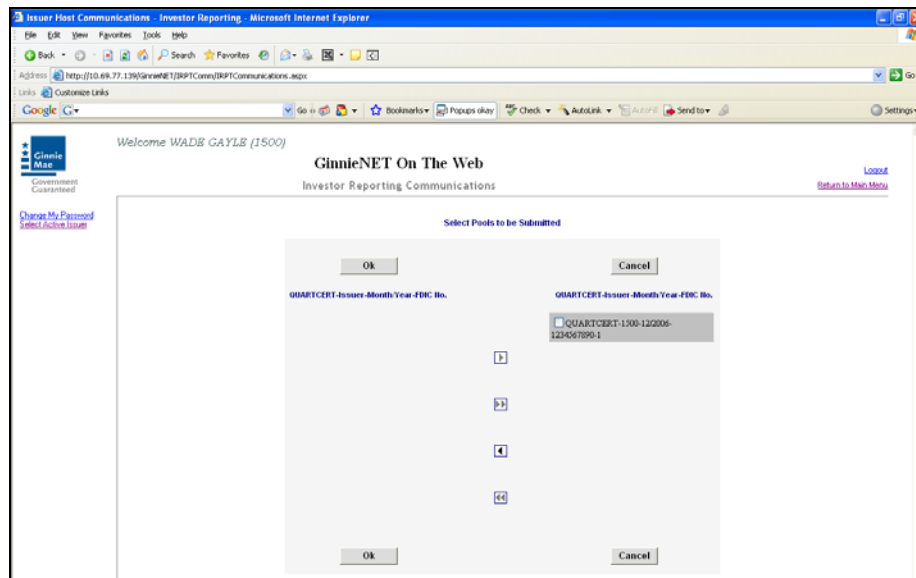 Issuer Host Communications - Investor Reporting - Microsoft Internet Explorer
File Edit View Favorites Tools Help
Back Search Favorites
Address http://10.69.77.139/GinnieNET/IRPTComm/IRPTCommunications.aspx Go
Links Customize Links
Google Go Bookmarks Popups okay Check AutoLink AutoFill Send to Settings
Welcome WADE GAYLE (1500)
Ginnie
Mae
Government
Guaranteed
GinnieNET On The Web
Investor Reporting Communications
Logout
Return to Main Menu
Change My Password
Select Active Issuer
Select Pools to be Submitted
Ok Cancel
QUARTCERT-Issuer-Month/Year-FDIC No. QUARTCERT-Issuer-Month/Year-FDIC No.
QUARTCERT-1500-12/2006-
1234567890-1
Ok Cancel